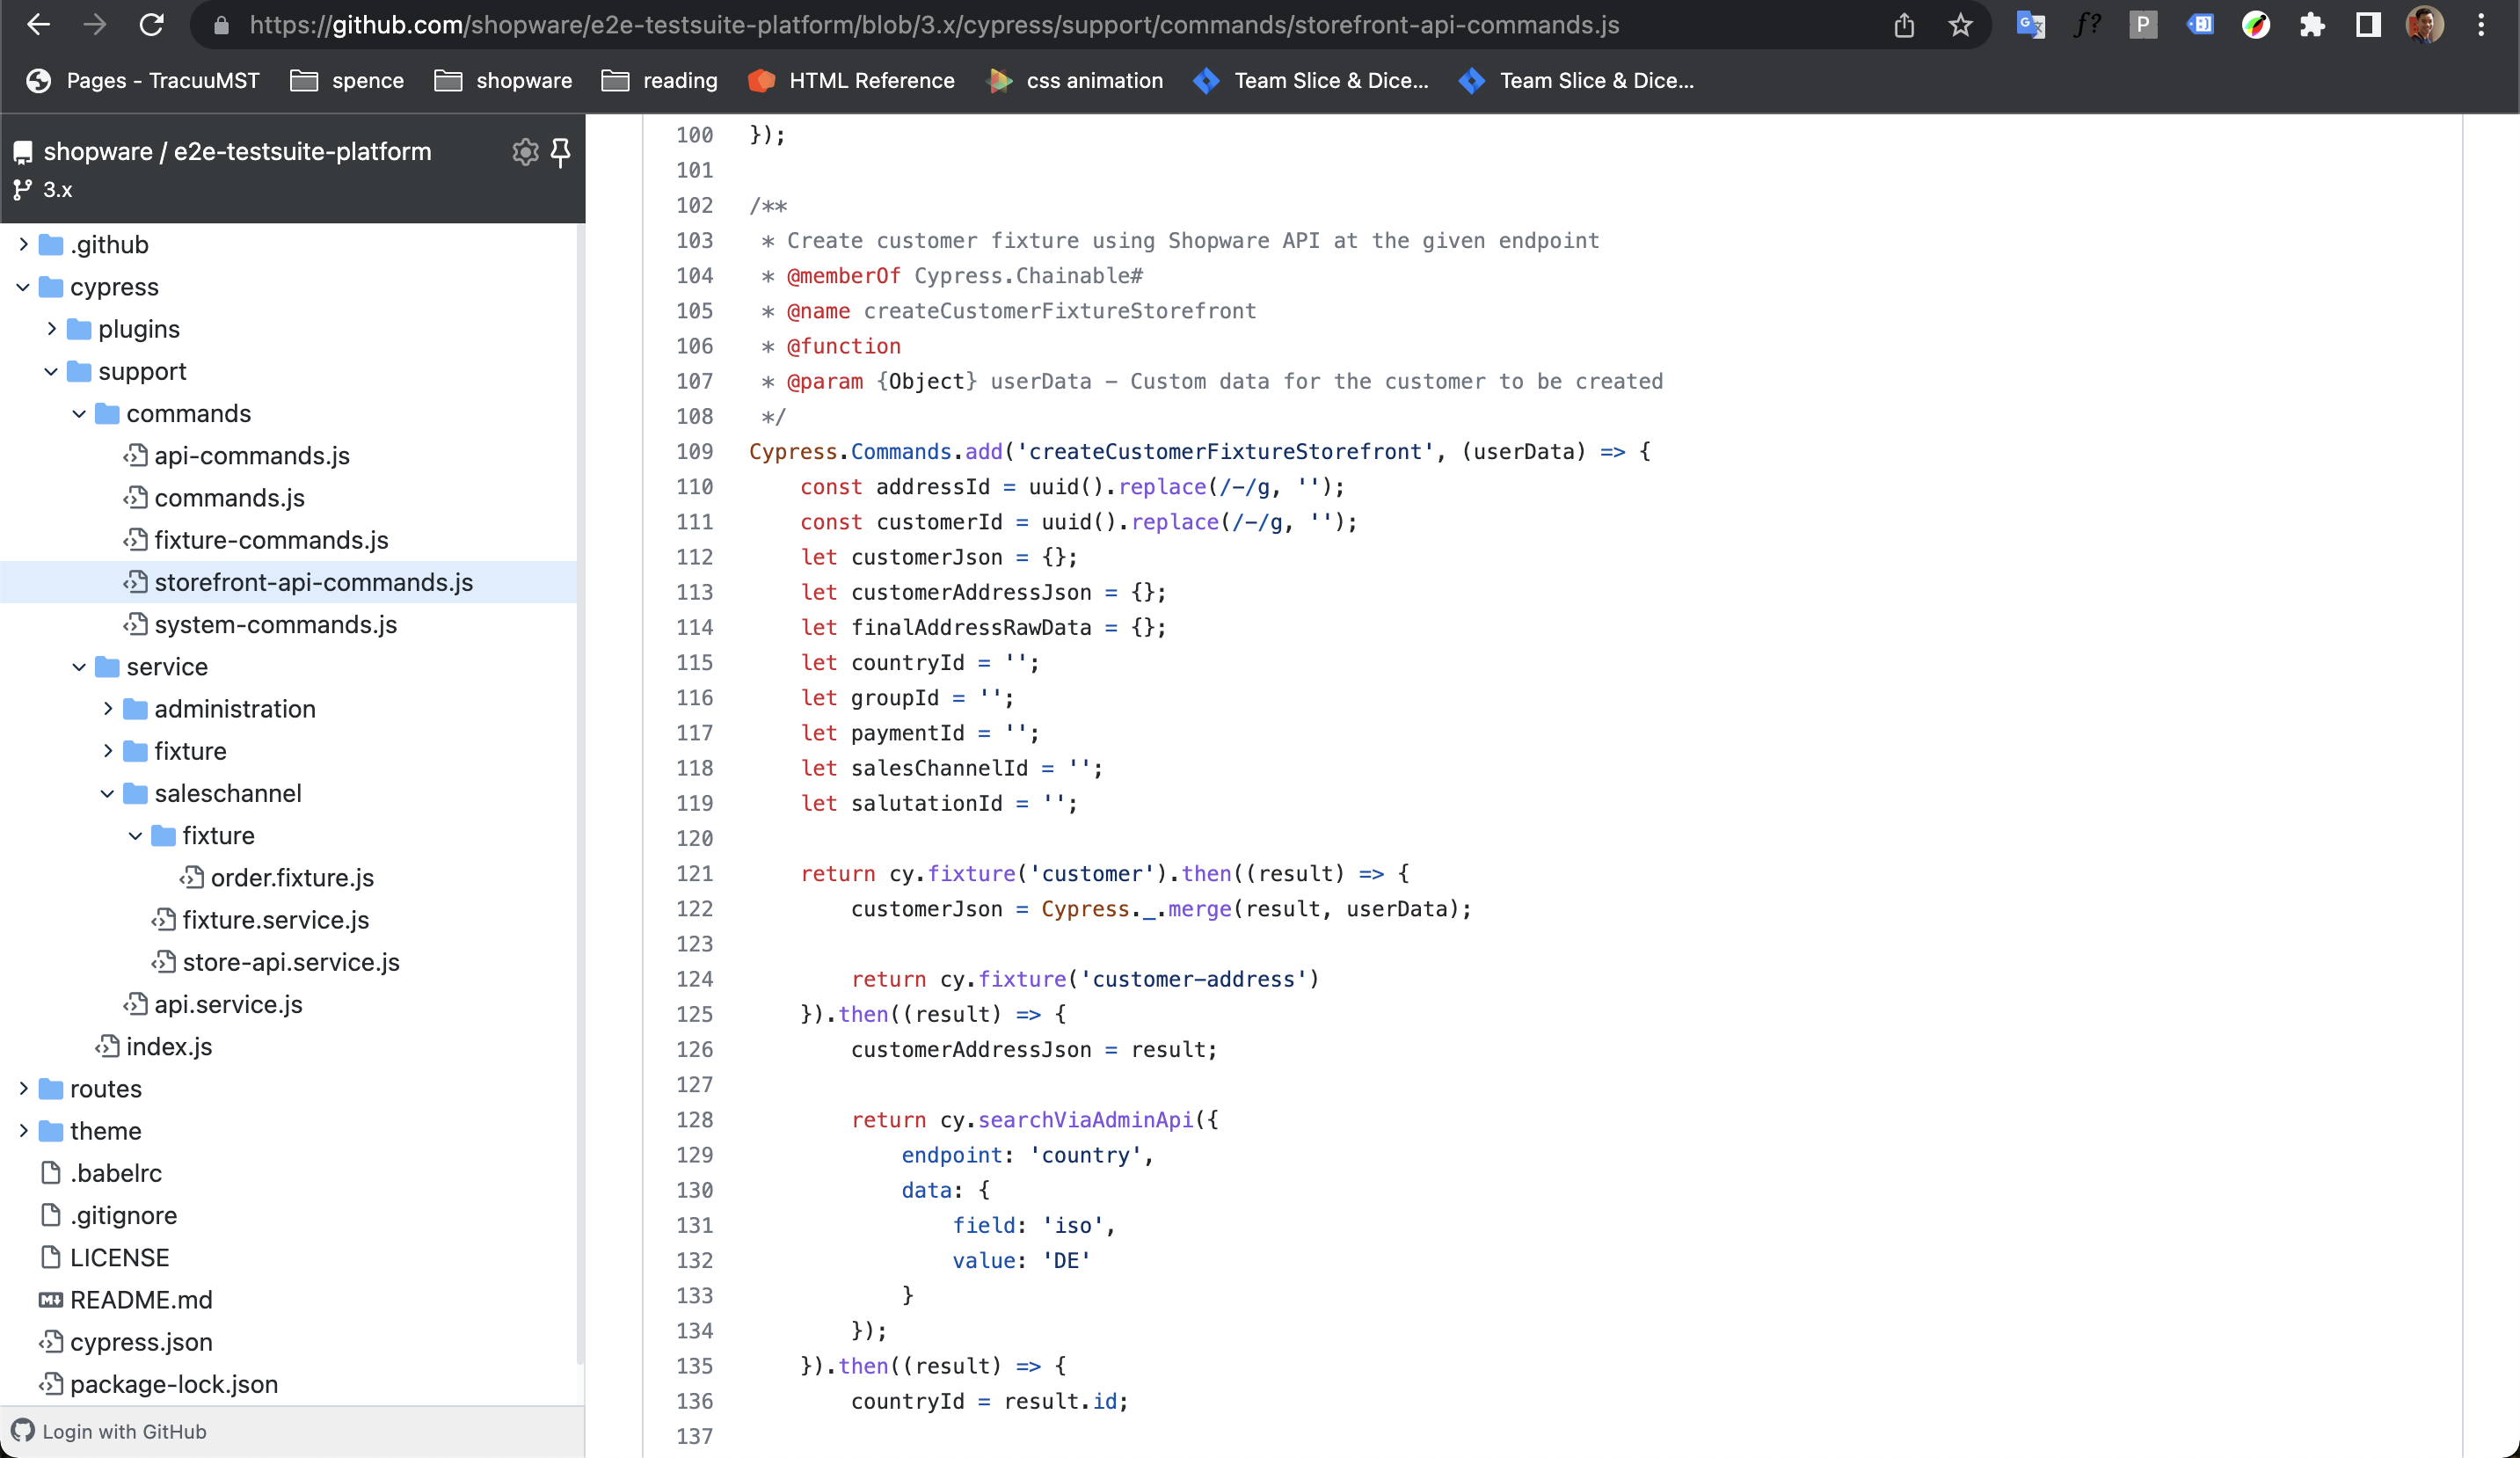 https://github.com/shopware/e2e-testsuite-platform/blob/3.x/cypress/support/commands/storefront-api-commands.js
Pages - TracuuMST spence shopware reading HTML Reference css animation Team Slice & Dice... Team Slice & Dice...
shopware / e2e-testsuite-platform
3.x
.github
cypress
plugins
support
commands
api-commands.js
commands.js
fixture-commands.js
storefront-api-commands.js
system-commands.js
service
administration
fixture
saleschannel
fixture
order.fixture.js
fixture.service.js
store-api.service.js
api.service.js
index.js
routes
theme
.babelrc
.gitignore
LICENSE
README.md
cypress.json
package-lock.json
Login with GitHub
100 });
101
102 /**
103 * Create customer fixture using Shopware API at the given endpoint
104 * @memberOf Cypress.Chainable#
105 * @name createCustomerFixtureStorefront
106 * @function
107 * @param {Object} userData - Custom data for the customer to be created
108 */
109 Cypress.Commands.add('createCustomerFixtureStorefront', (userData) => {
110 const addressId = uuid().replace(/-/g, '');
111 const customerId = uuid().replace(/-/g, '');
112 let customerJson = {};
113 let customerAddressJson = {};
114 let finalAddressRawData = {};
115 let countryId = '';
116 let groupId = '';
117 let paymentId = '';
118 let salesChannelId = '';
119 let salutationId = '';
120
121 return cy.fixture('customer').then((result) => {
122 customerJson = Cypress._.merge(result, userData);
123
124 return cy.fixture('customer-address')
125 }).then((result) => {
126 customerAddressJson = result;
127
128 return cy.searchViaAdminApi({
129 endpoint: 'country',
130 data: {
131 field: 'iso',
132 value: 'DE'
133 }
134 });
135 }).then((result) => {
136 countryId = result.id;
137